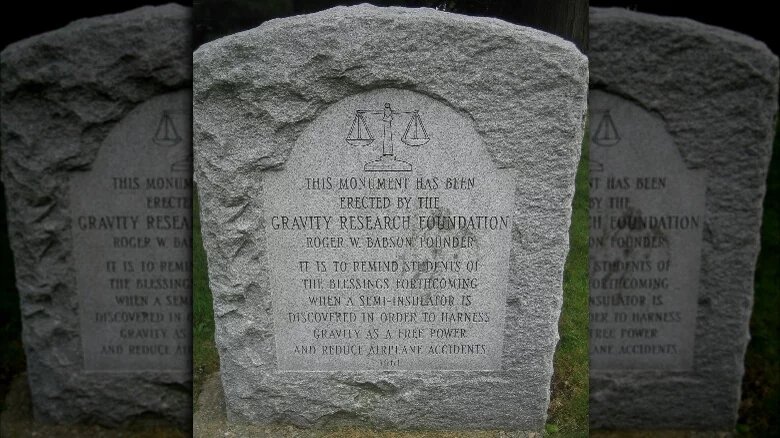 THIS MONUMENT HAS BEEN
ERECTED BY THE
GRAVITY RESEARCH FOUNDATION
ROGER W. BABSON FOUNDER
IT IS TO REMIND STUDENTS OF
THE BLESSINGS FORTHCOMING
WHEN A SEMI-INSULATOR IS
DISCOVERED IN ORDER TO HARNESS
GRAVITY AS A FREE POWER
AND REDUCE AIRPLANE ACCIDENTS
1961